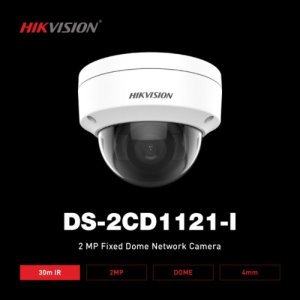 HIKVISION®
HIKVISION
DS-2CD1121-I
2 MP Fixed Dome Network Camera
30m IR
2MP
DOME
4mm